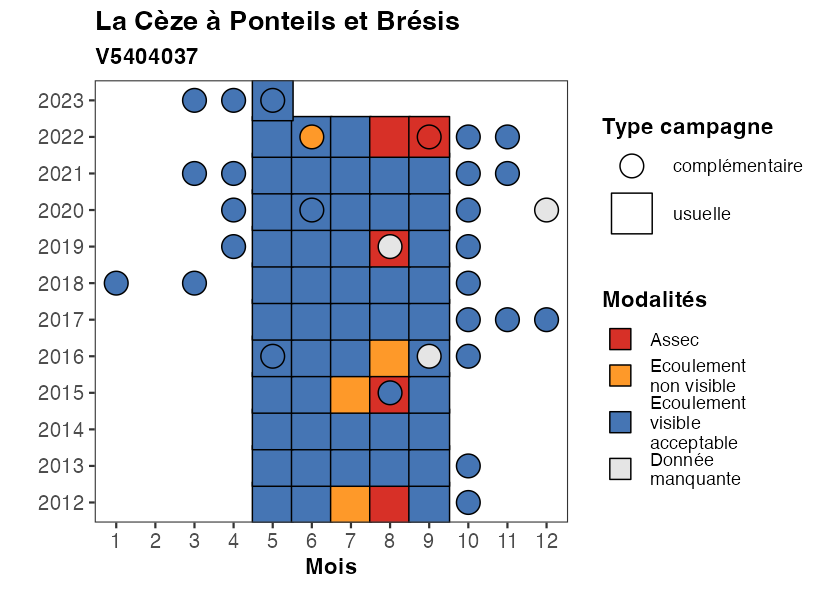 La Cèze à Ponteils et Brésis
V5404037
2023
2022
2021
2020
2019
2018
2017
2016
2015
2014
2013
2012
1 2 3 4 5 6 7 8 9 10 11 12
Mois
Type campagne
complémentaire
usuelle
Modalités
Assec
Ecoulement
non visible
Ecoulement
visible
acceptable
Donnée
manquante